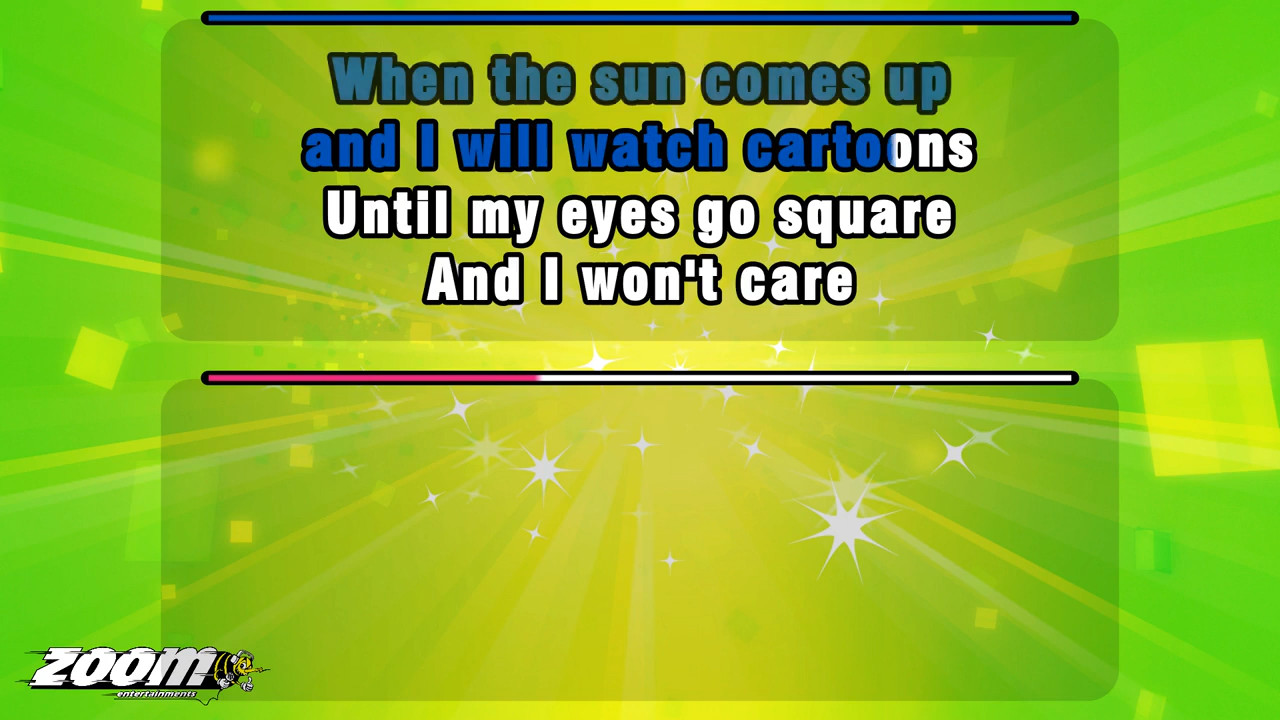 When the sun comes up
and I will watch cartoons
Until my eyes go square
And I won't care
zoom
entertainments